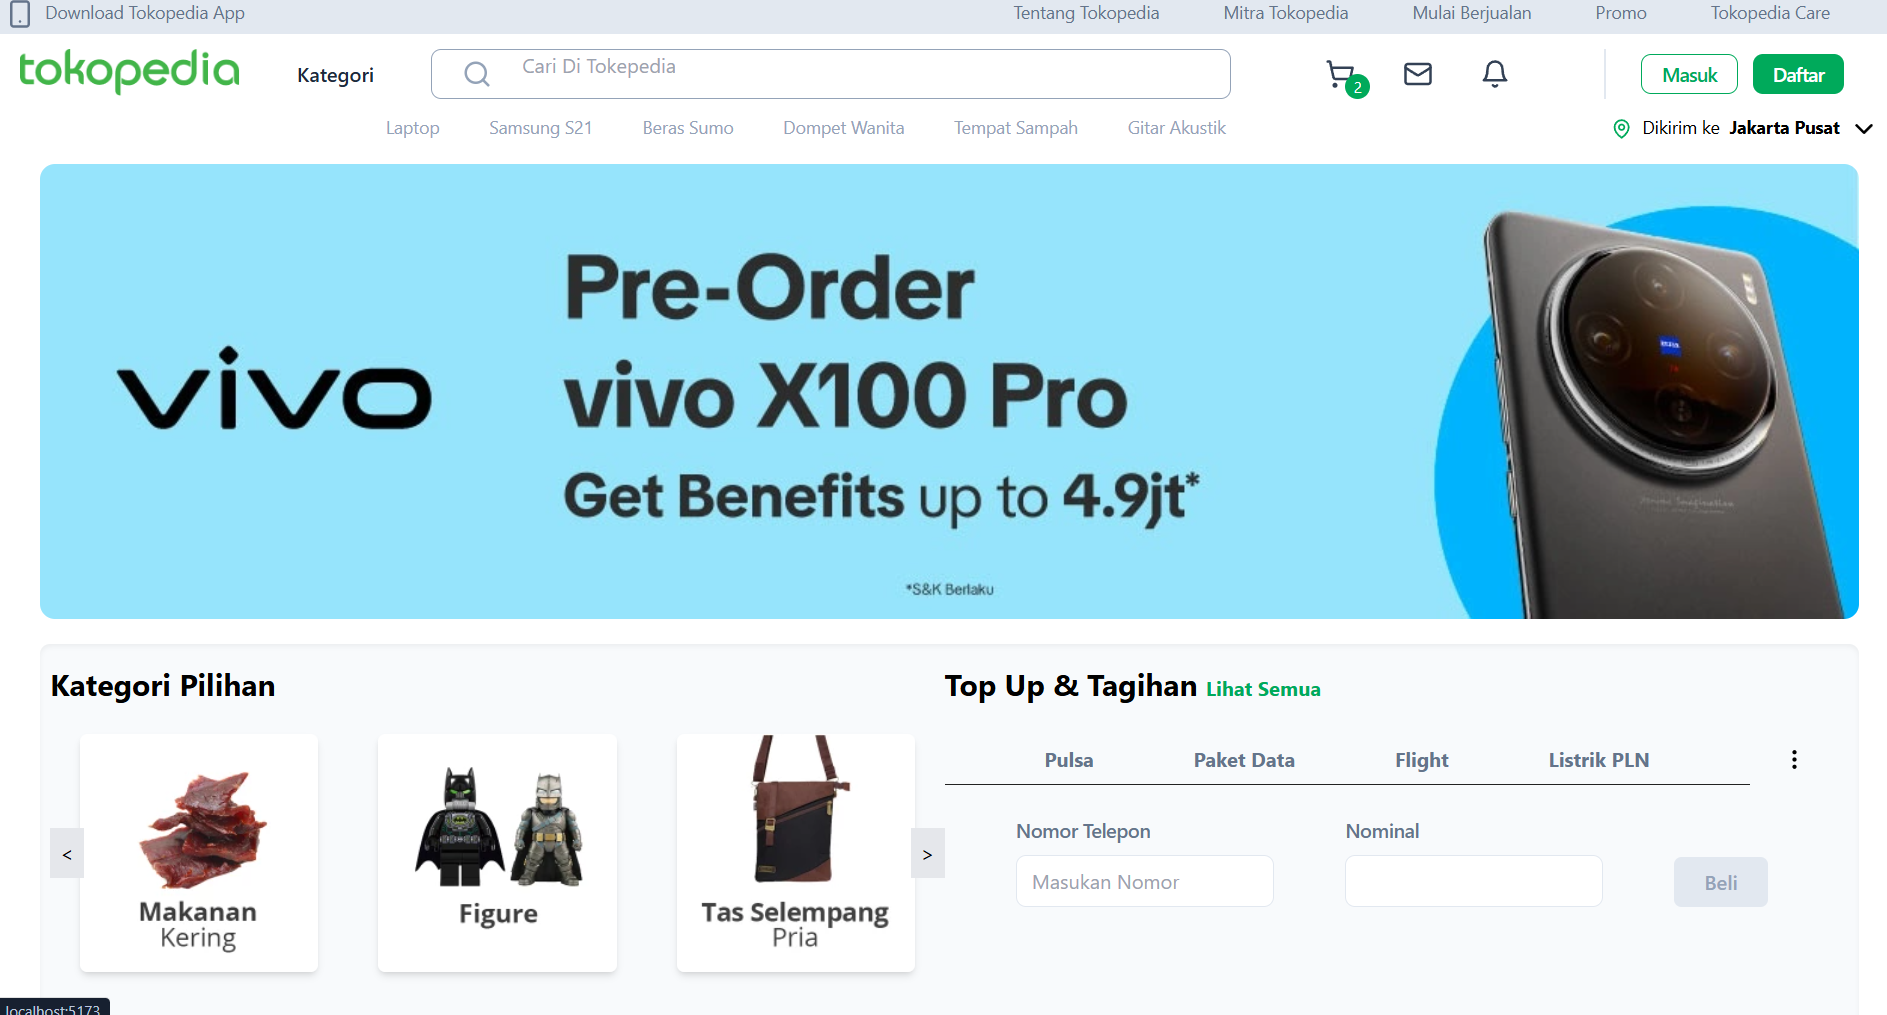 Download Tokopedia App Tentang Tokopedia Mitra Tokopedia Mulai Berjualan Promo Tokopedia Care
tokopedia Kategori Cari Di Tokepedia 2 Masuk Daftar
Laptop Samsung S21 Beras Sumo Dompet Wanita Tempat Sampah Gitar Akustik Dikirim ke Jakarta Pusat
vivo
Pre-Order
vivo X100 Pro
Get Benefits up to 4.9jt*
*S&K Berlaku
ZEISS
Kategori Pilihan
<
Makanan
Kering
Figure
Tas Selempang
Pria
>
Top Up & Tagihan Lihat Semua
Pulsa Paket Data Flight Listrik PLN
Nomor Telepon Nominal
Masukan Nomor Beli
localhost:5173